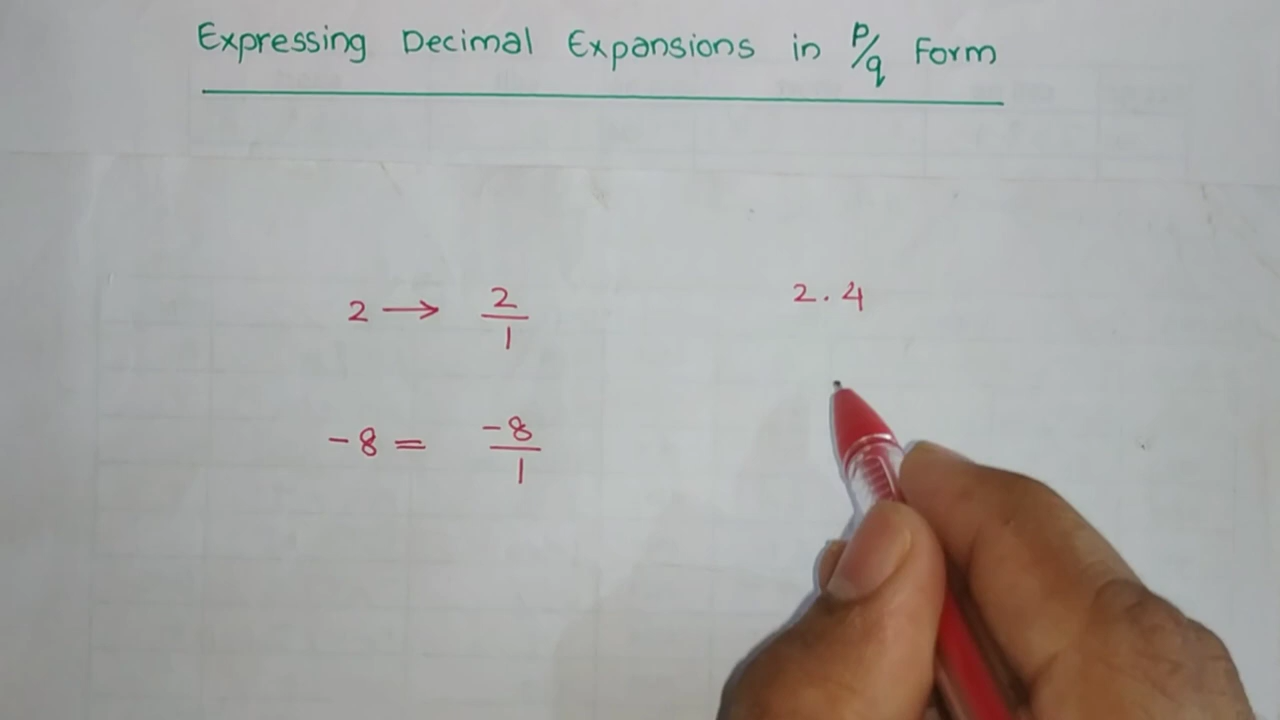 Expressing Decimal Expansions in P/q Form
2 → 2/1
2.4
-8 = -8/1